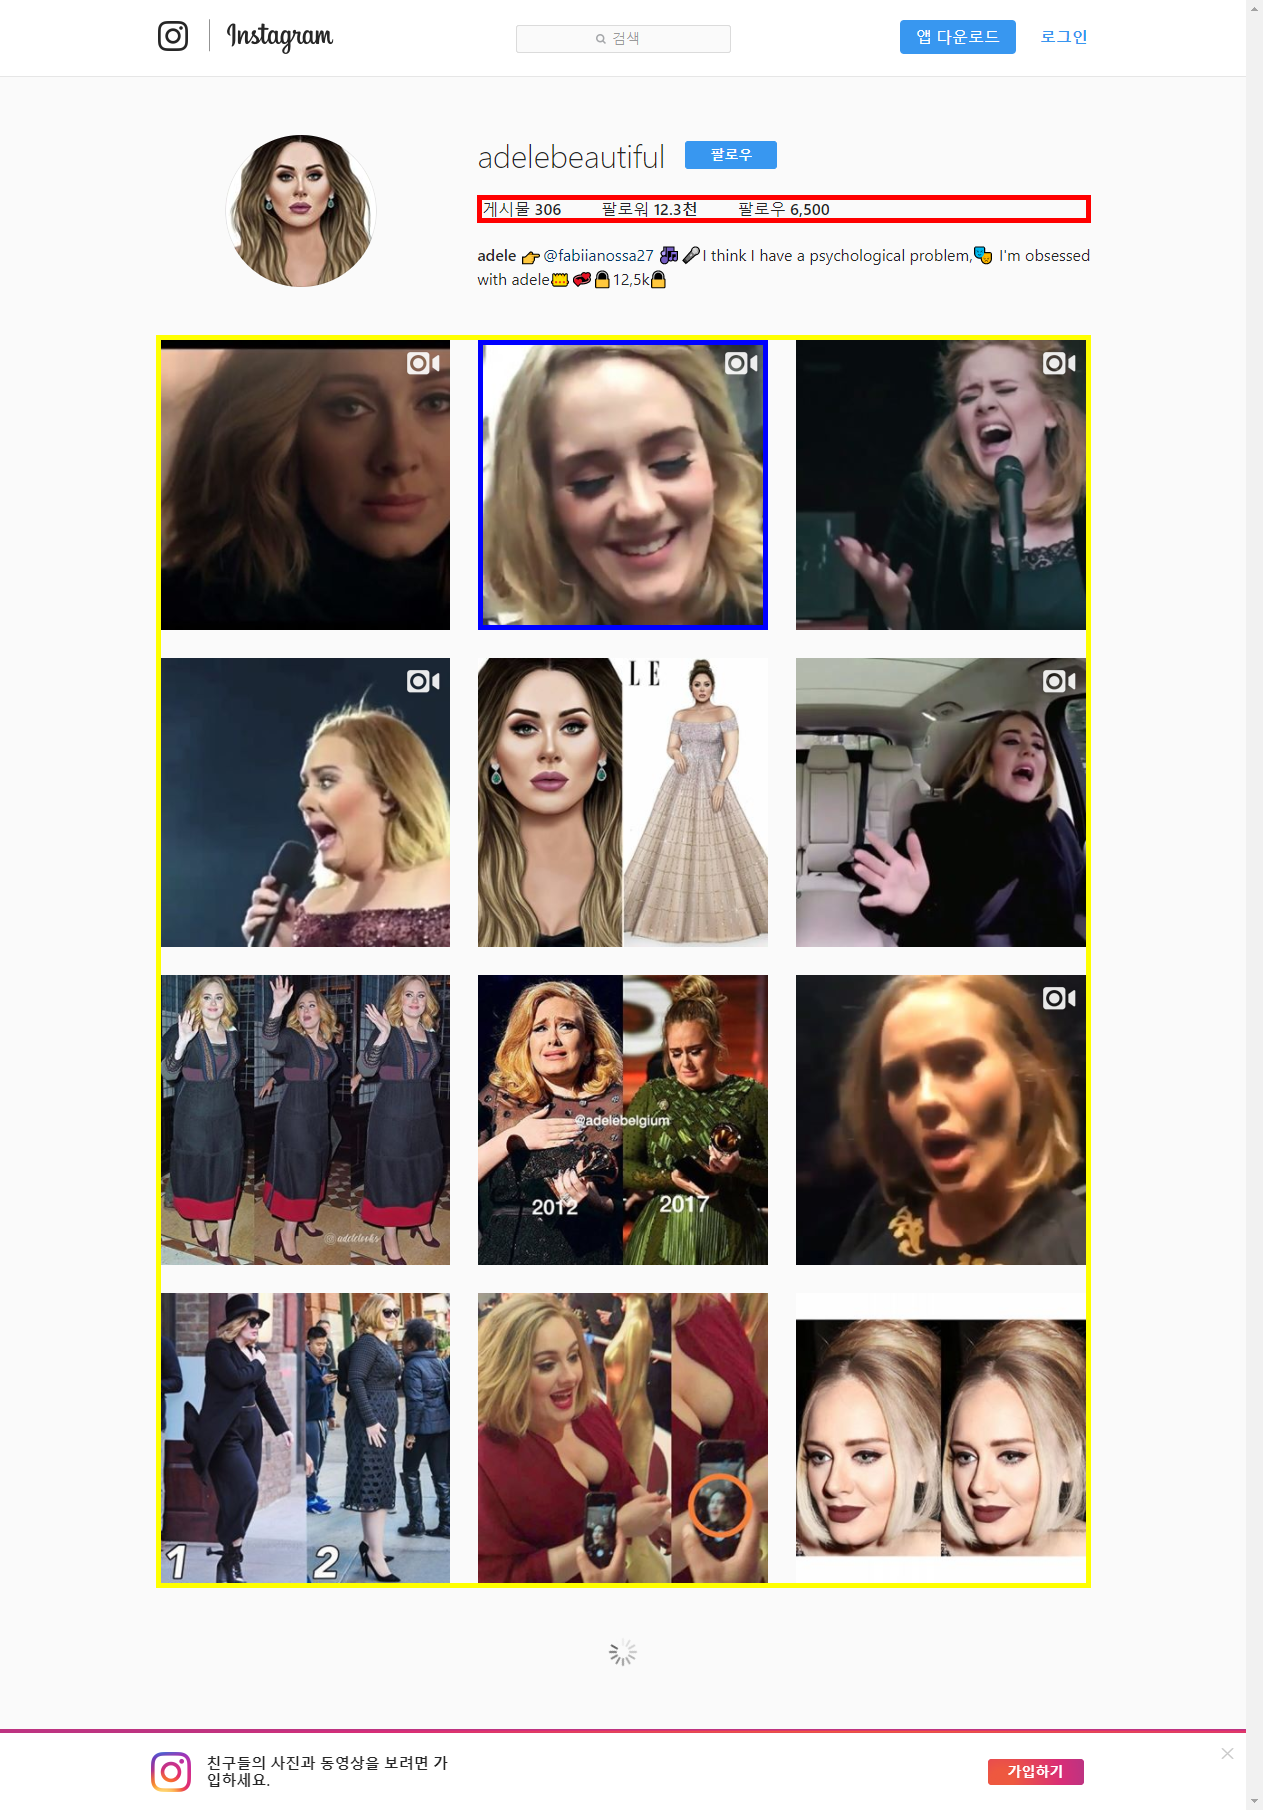 Instagram
검색
앱 다운로드
로그인
adelebeautiful
팔로우
게시물 306 팔로워 12.3천 팔로우 6,500
adele 👉@fabiianossa27 🎶🎤I think I have a psychological problem,🎭 I'm obsessed
with adele👑💋🔒12,5k🔒
LE
@adelebelgium
2012
2017
adelelooks
1
2
친구들의 사진과 동영상을 보려면 가
입하세요.
가입하기